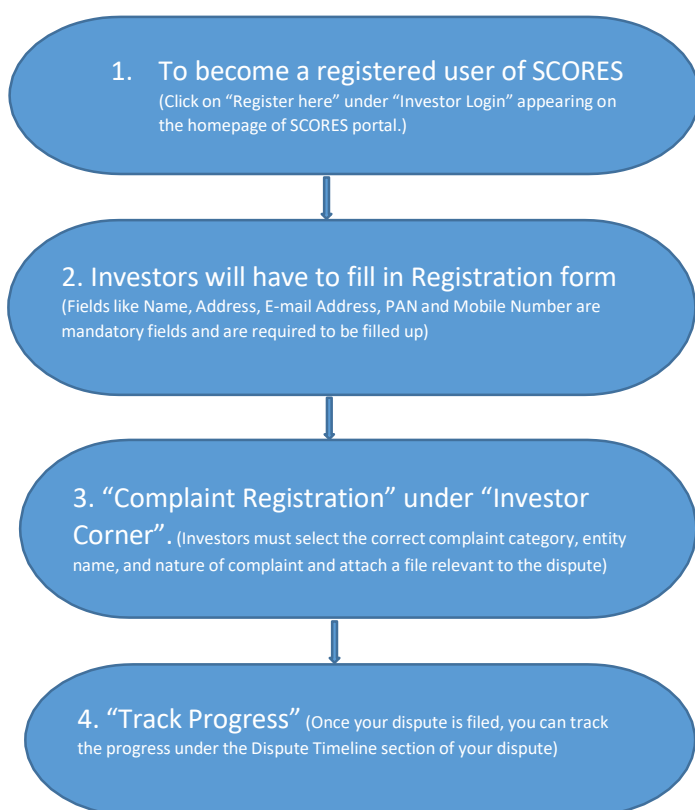 1. To become a registered user of SCORES
(Click on “Register here” under “Investor Login” appearing on
the homepage of SCORES portal.)
2. Investors will have to fill in Registration form
(Fields like Name, Address, E-mail Address, PAN and Mobile Number are
mandatory fields and are required to be filled up)
3. “Complaint Registration” under “Investor
Corner”. (Investors must select the correct complaint category, entity
name, and nature of complaint and attach a file relevant to the dispute)
4. “Track Progress” (Once your dispute is filed, you can track
the progress under the Dispute Timeline section of your dispute)